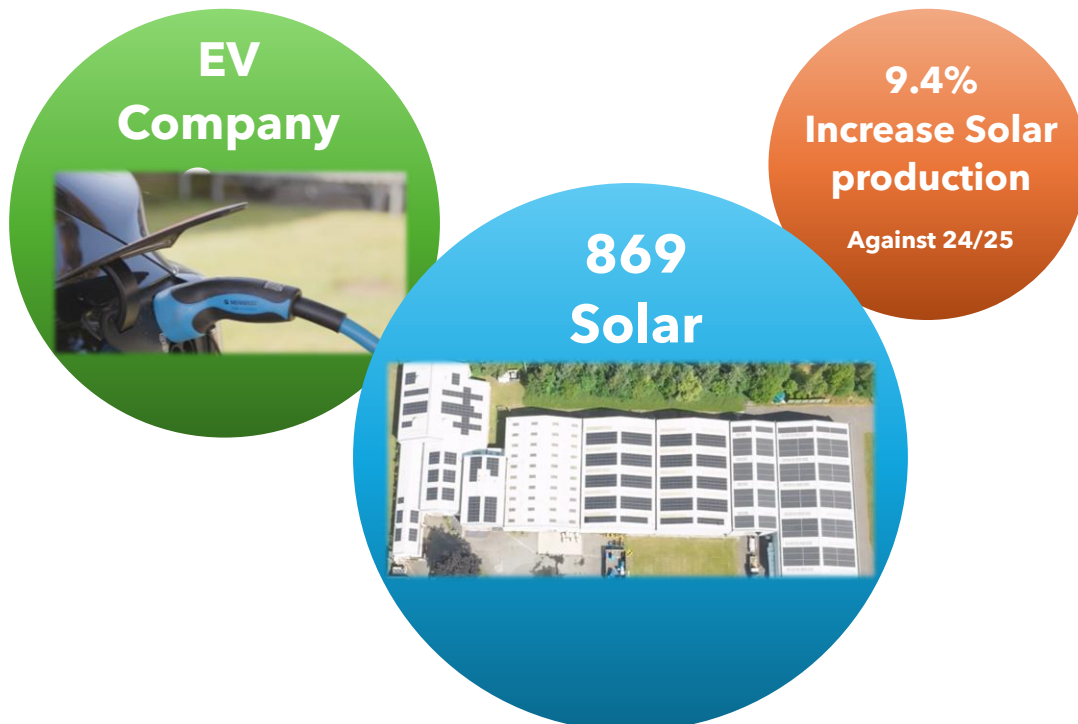 EV
Company
869
Solar
9.4%
Increase Solar
production
Against 24/25